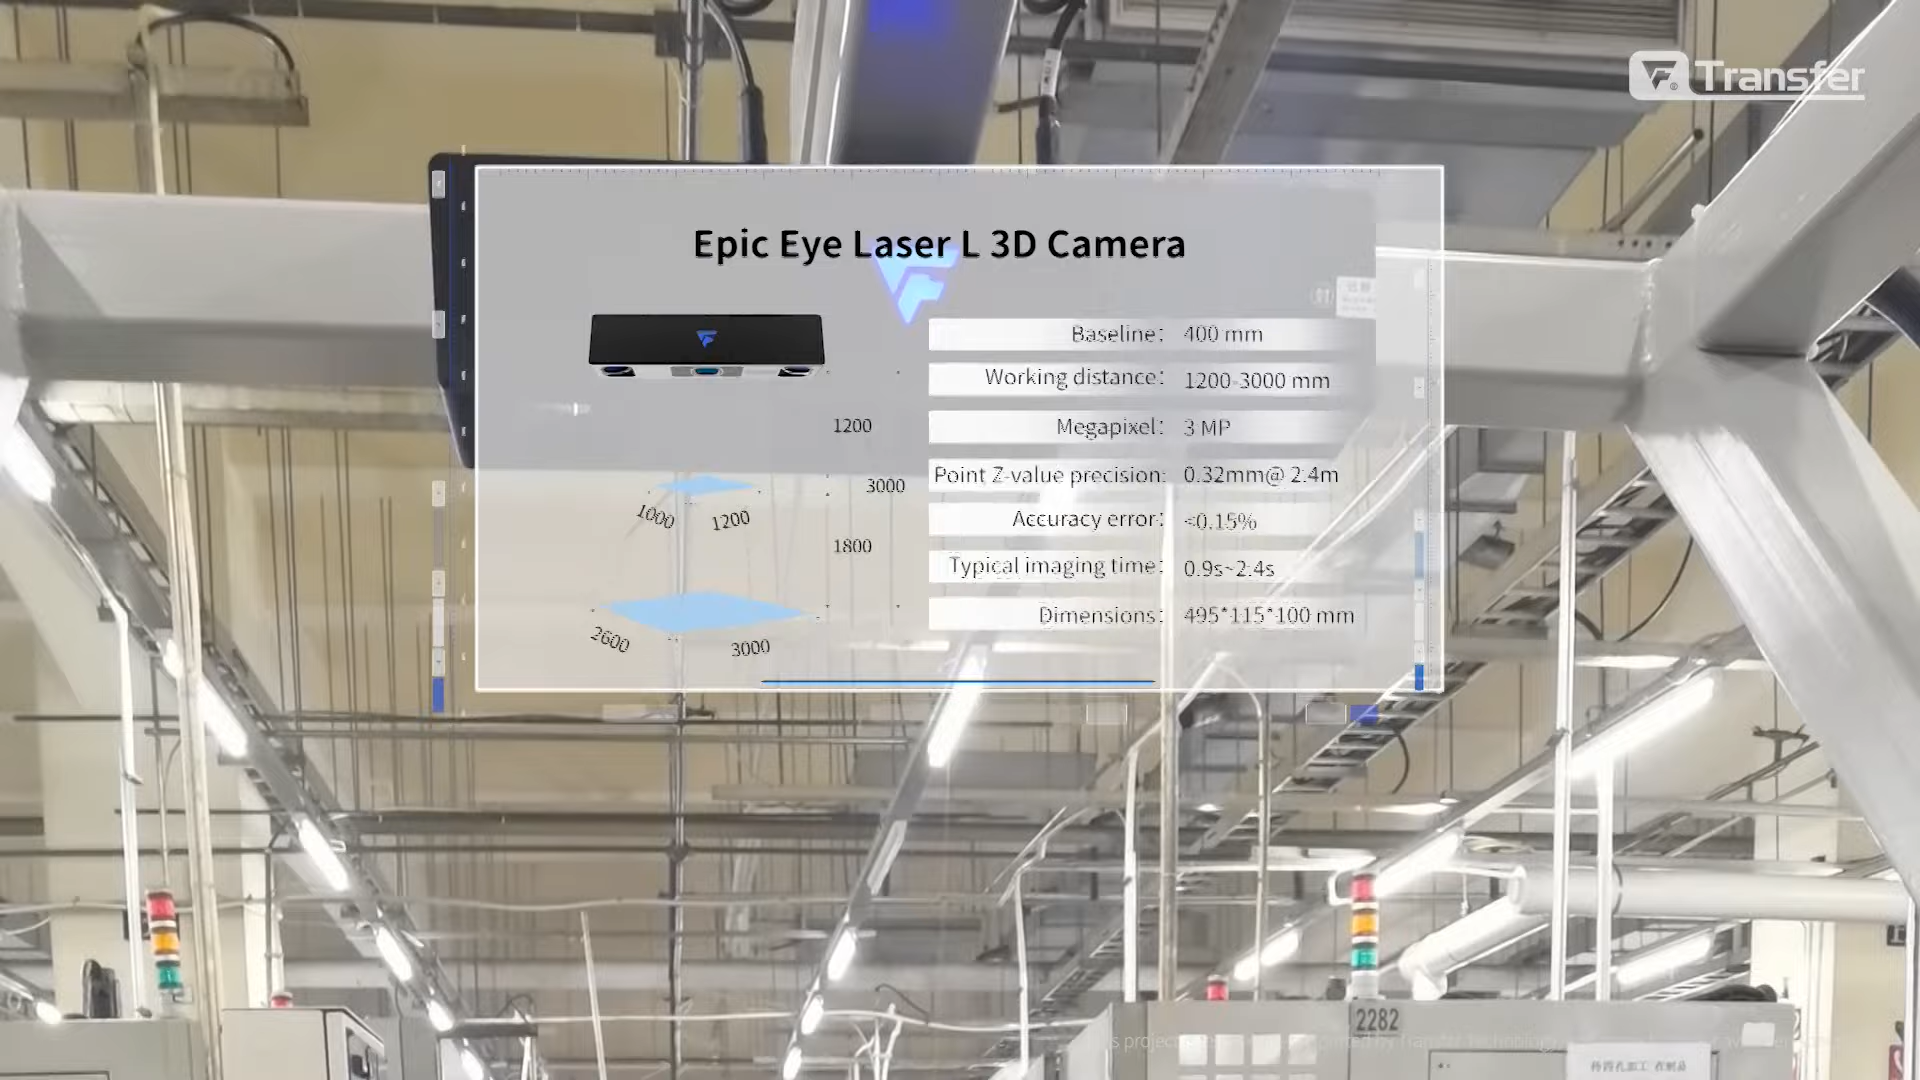 Transfer
Epic Eye Laser L 3D Camera
Baseline: 400 mm
Working distance: 1200-3000 mm
Megapixel: 3 MP
Point Z-value precision: 0.32mm@ 2.4m
Accuracy error: <0.15%
Typical imaging time: 0.9s~2.4s
Dimensions: 495*115*100 mm
1200
3000
1000
1200
1800
2600
3000
2282